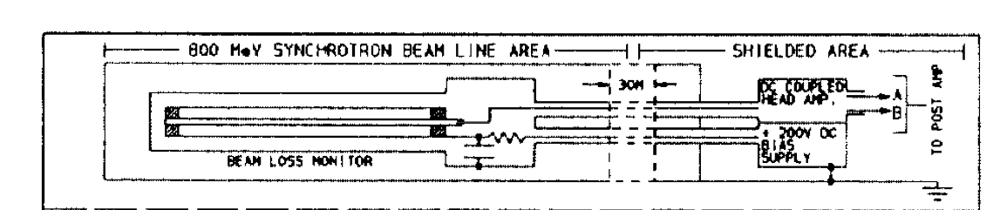 800 MeV SYNCHROTRON BEAM LINE AREA
SHIELDED AREA
30M
DC COUPLED
HEAD AMP.
A
B
TO POST AMP
+ 200V DC
BIAS
SUPPLY
BEAM LOSS MONITOR